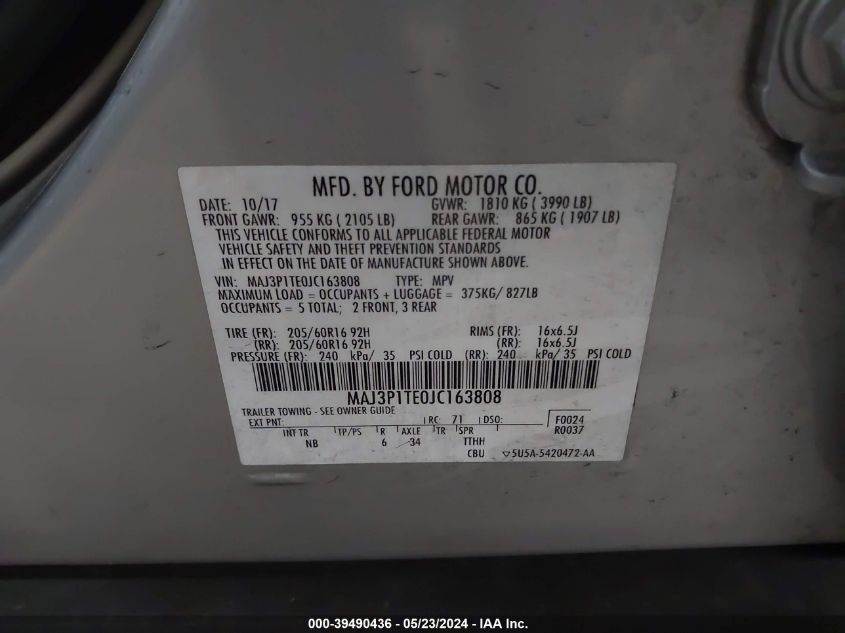 MFD. BY FORD MOTOR CO.
DATE: 10/17 GVWR: 1810 KG ( 3990 LB)
FRONT GAWR: 955 KG ( 2105 LB) REAR GAWR: 865 KG ( 1907 LB)
THIS VEHICLE CONFORMS TO ALL APPLICABLE FEDERAL MOTOR
VEHICLE SAFETY AND THEFT PREVENTION STANDARDS
IN EFFECT ON THE DATE OF MANUFACTURE SHOWN ABOVE.
VIN: MAJ3P1TE0JC163808 TYPE: MPV
MAXIMUM LOAD = OCCUPANTS + LUGGAGE = 375KG/ 827LB
OCCUPANTS = 5 TOTAL; 2 FRONT, 3 REAR
TIRE (FR): 205/60R16 92H RIMS (FR): 16x6.5J
(RR): 205/60R16 92H (RR): 16x6.5J
PRESSURE (FR): 240 kPa/ 35 PSI COLD (RR): 240 kPa/ 35 PSI COLD
MAJ3P1TE0JC163808
TRAILER TOWING - SEE OWNER GUIDE
EXT PNT: RC: 71 DSO: F0024
INT TR TP/PS R AXLE TR SPR R0037
NB 6 34 TTHH
CBU 5U5A-5420472-AA
000-39490436 - 05/23/2024 - IAA Inc.